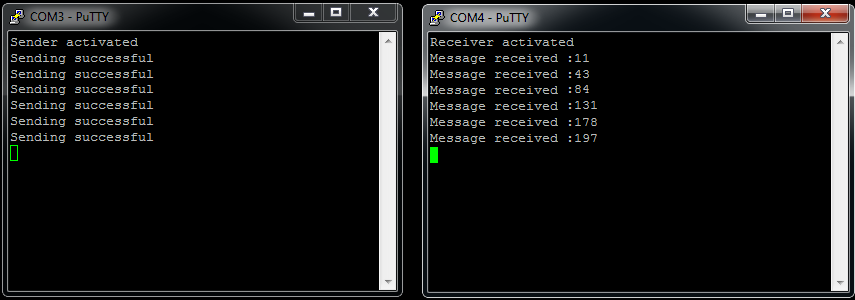 COM3 - PuTTY
Sender activated
Sending successful
Sending successful
Sending successful
Sending successful
Sending successful
Sending successful
COM4 - PuTTY
Receiver activated
Message received :11
Message received :43
Message received :84
Message received :131
Message received :178
Message received :197